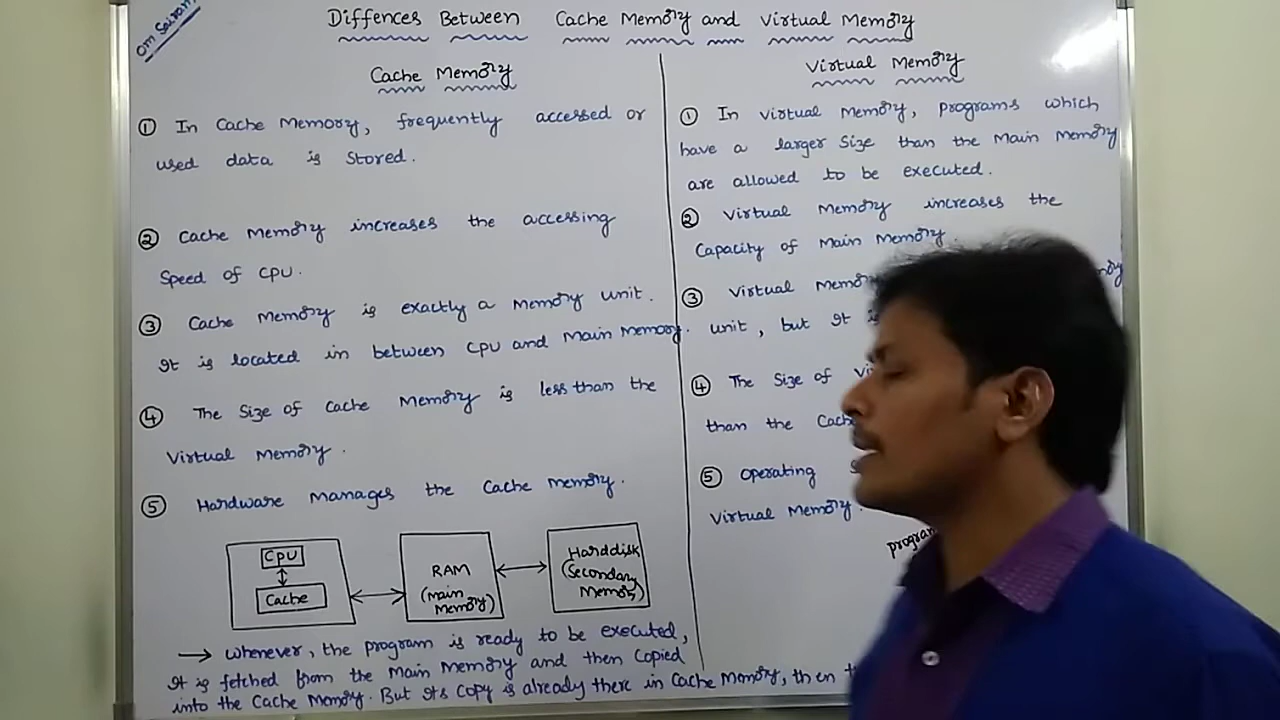 Om Sairam
Diffences Between Cache Memory and Virtual Memory
Cache Memory
① In Cache Memory, frequently accessed or
used data is stored.
② Cache Memory increases the accessing
Speed of CPU.
③ Cache Memory is exactly a Memory unit.
It is located in between CPU and Main Memory.
④ The Size of Cache Memory is less than the
Virtual Memory.
⑤ Hardware manages the Cache memory.
CPU
Cache
RAM
(main
memory)
Harddisk
(Secondary
Memory)
→ Whenever, the program is ready to be executed,
It is fetched from the Main Memory and then Copied
into the Cache Memory. But its Copy is already there in Cache Memory, then
Virtual Memory
① In Virtual Memory, programs which
have a larger Size than the Main Memory
are allowed to be executed.
② Virtual Memory increases the
Capacity of Main Memory.
③ Virtual
unit, but It
④ The Size of
than the
⑤ Operating
Virtual Memory.